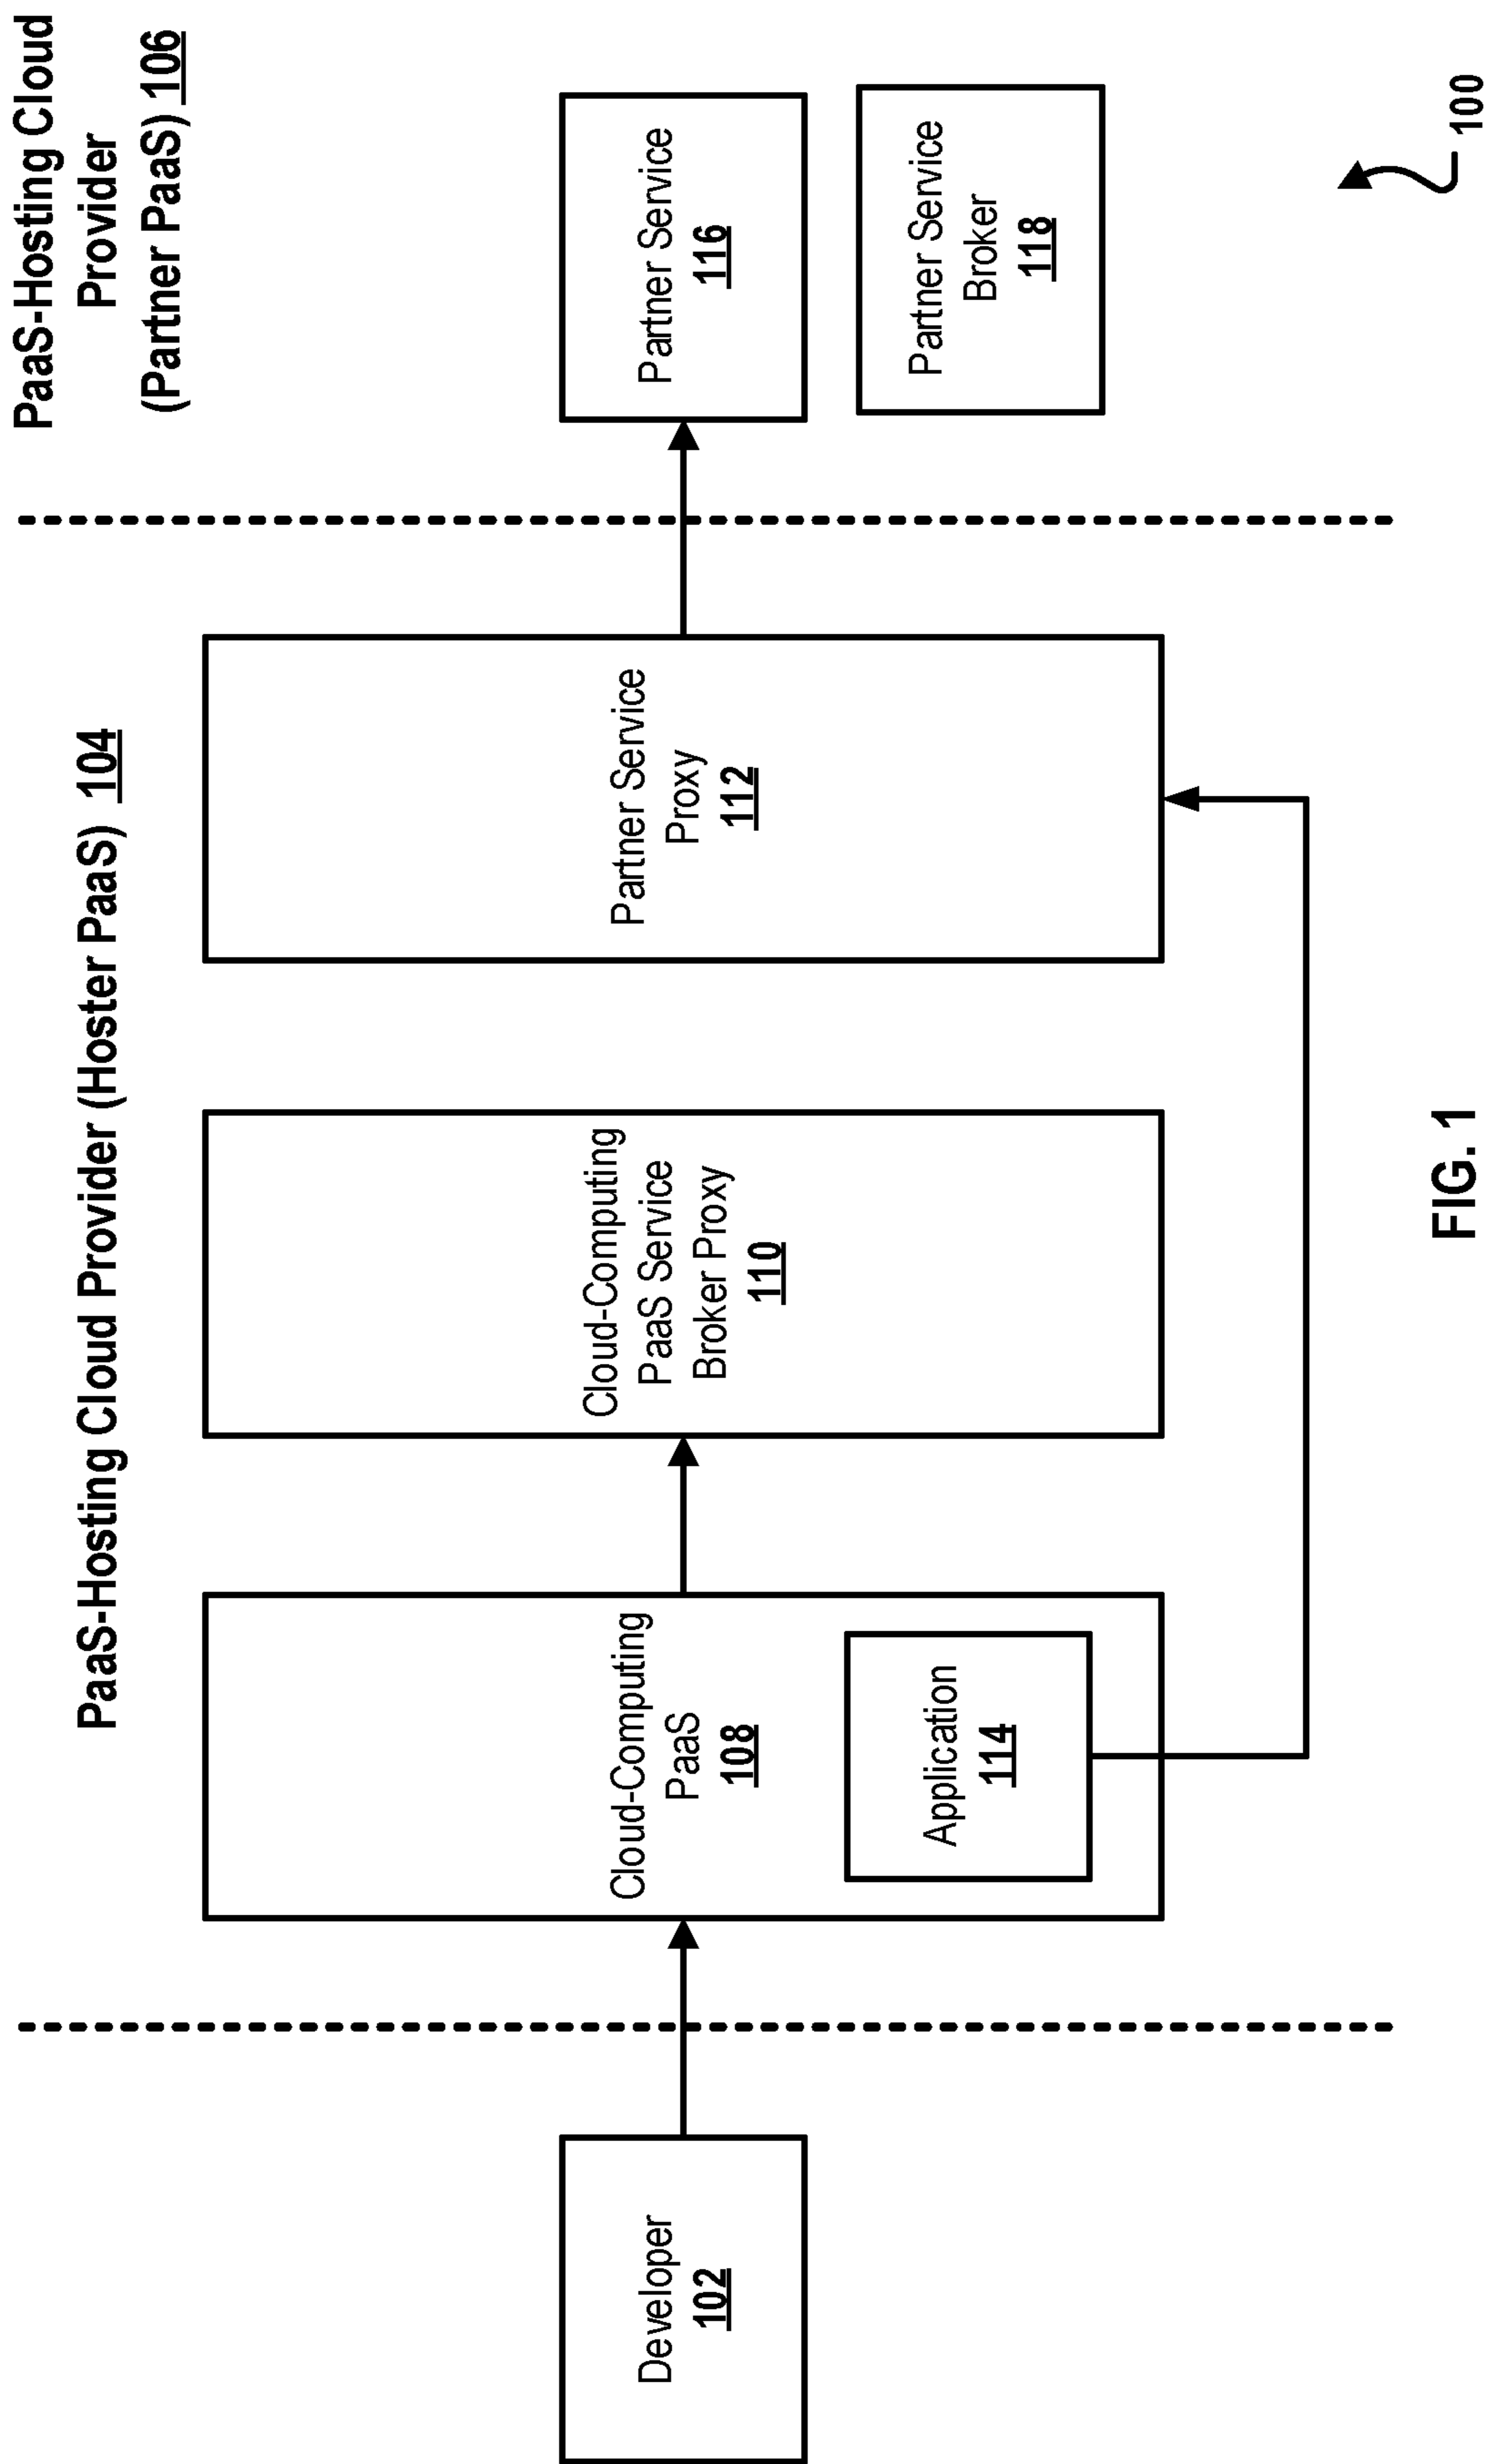 PaaS-Hosting Cloud Provider (Hoster PaaS) 104
PaaS-Hosting Cloud
Provider
(Partner PaaS) 106
Developer
102
Cloud-Computing
PaaS
108
Application
114
Cloud-Computing
PaaS Service
Broker Proxy
110
Partner Service
Proxy
112
Partner Service
116
Partner Service
Broker
118
100
FIG. 1